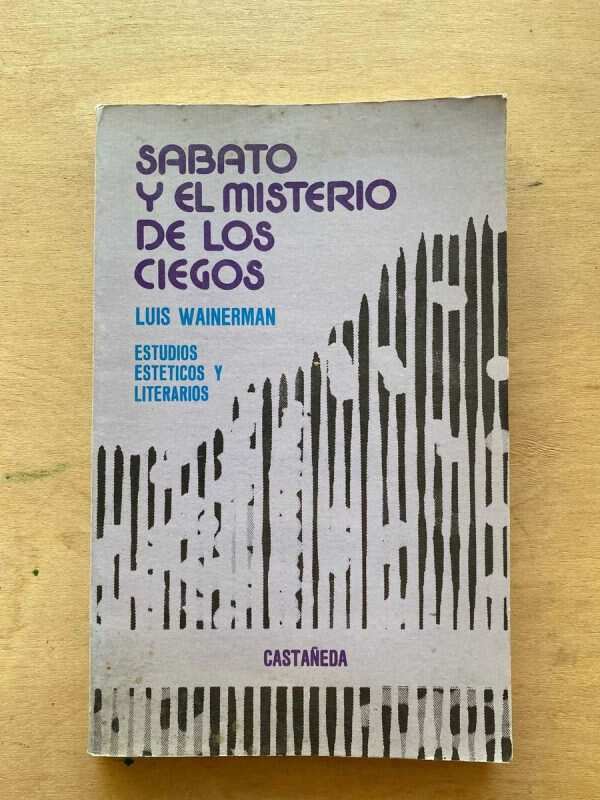 SABATO
Y EL MISTERIO
DE LOS
CIEGOS
LUIS WAINERMAN
ESTUDIOS
ESTETICOS Y
LITERARIOS
CASTAÑEDA